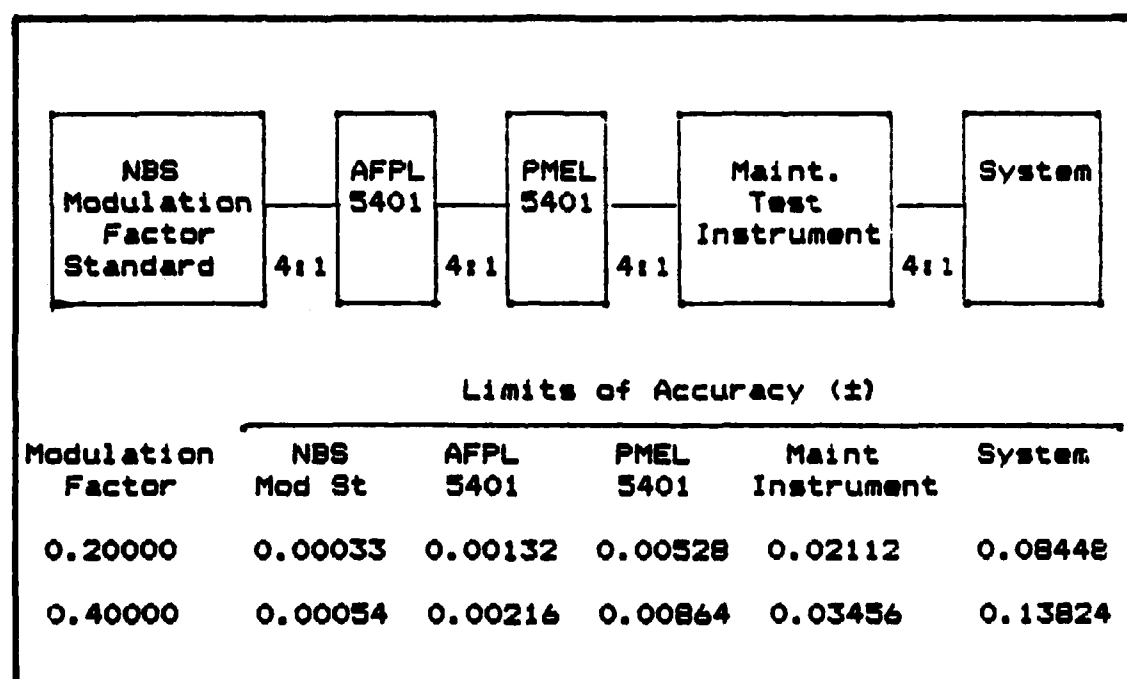 NBS Modulation Factor Standard
AFPL 5401
PMEL 5401
Maint. Test Instrument
System
4:1 4:1 4:1 4:1
Limits of Accuracy (±)
Modulation Factor NBS Mod St AFPL 5401 PMEL 5401 Maint Instrument System
0.20000 0.00033 0.00132 0.00528 0.02112 0.08448
0.40000 0.00054 0.00216 0.00864 0.03456 0.13824